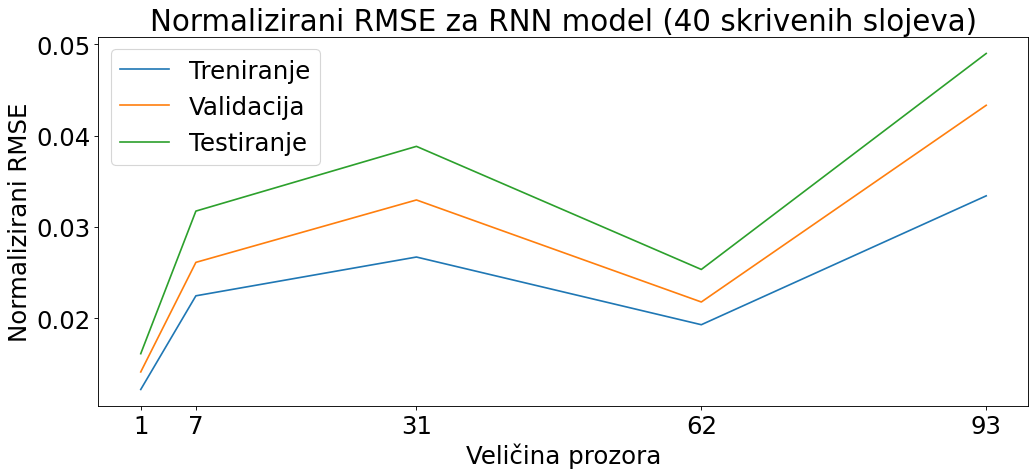 Normalizirani RMSE za RNN model (40 skrivenih slojeva)
Normalizirani RMSE
0.05
0.04
0.03
0.02
Treniranje
Validacija
Testiranje
1 7 31 62 93
Veličina prozora